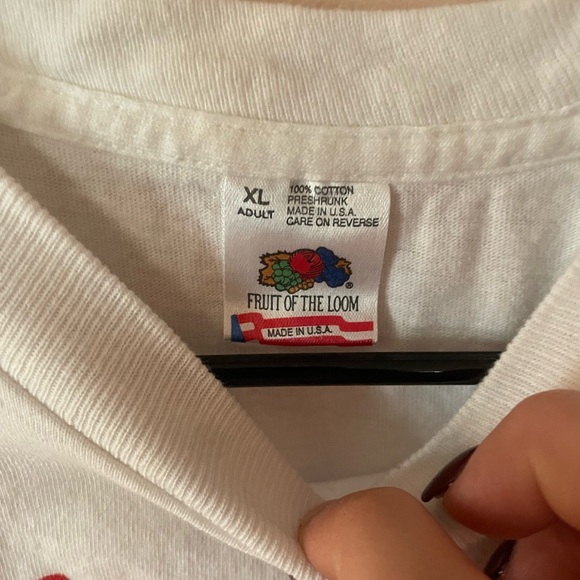 XL
ADULT
100% COTTON
PRESHRUNK
MADE IN U.S.A.
CARE ON REVERSE
FRUIT OF THE LOOM
®
MADE IN U.S.A.